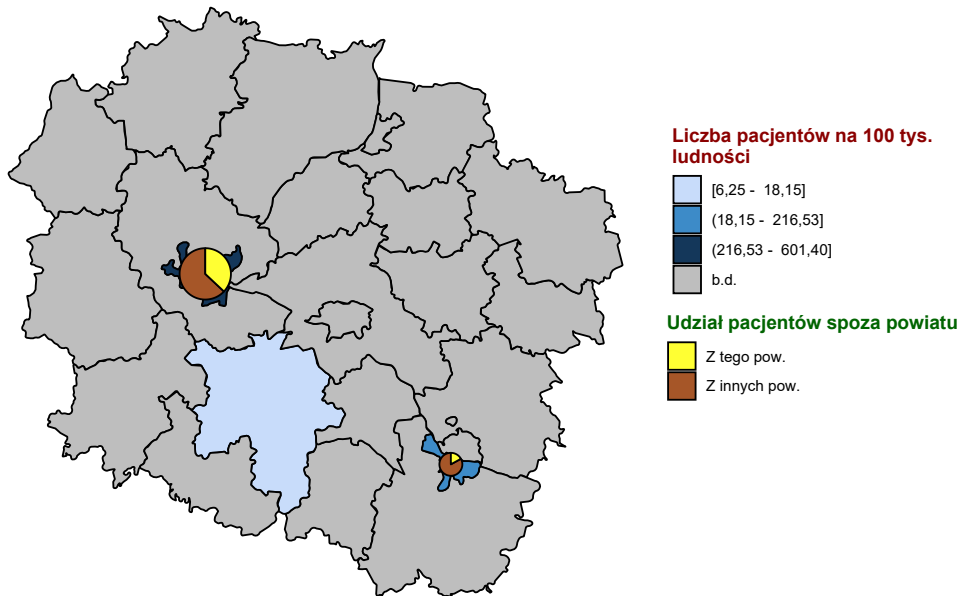 Liczba pacjentów na 100 tys.
ludności
[6,25 - 18,15]
(18,15 - 216,53]
(216,53 - 601,40]
b.d.
Udział pacjentów spoza powiatu
Z tego pow.
Z innych pow.